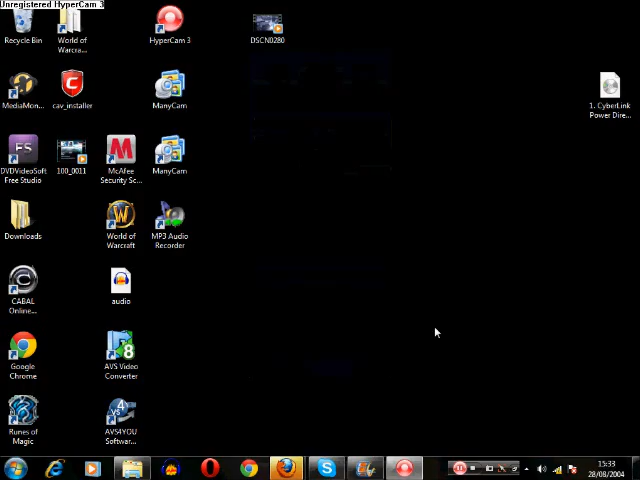 Unregistered HyperCam 3
Recycle Bin
World of
Warcra...
HyperCam 3
DSCN0280
MediaMon...
cav_installer
ManyCam
1. CyberLink
Power Dire...
DVDVideoSoft
Free Studio
100_0011
McAfee
Security Sc...
ManyCam
Downloads
World of
Warcraft
MP3 Audio
Recorder
CABAL
Online...
audio
Google
Chrome
AVS Video
Converter
Runes of
Magic
AVS4YOU
Softwar...
15:33
28/08/2004